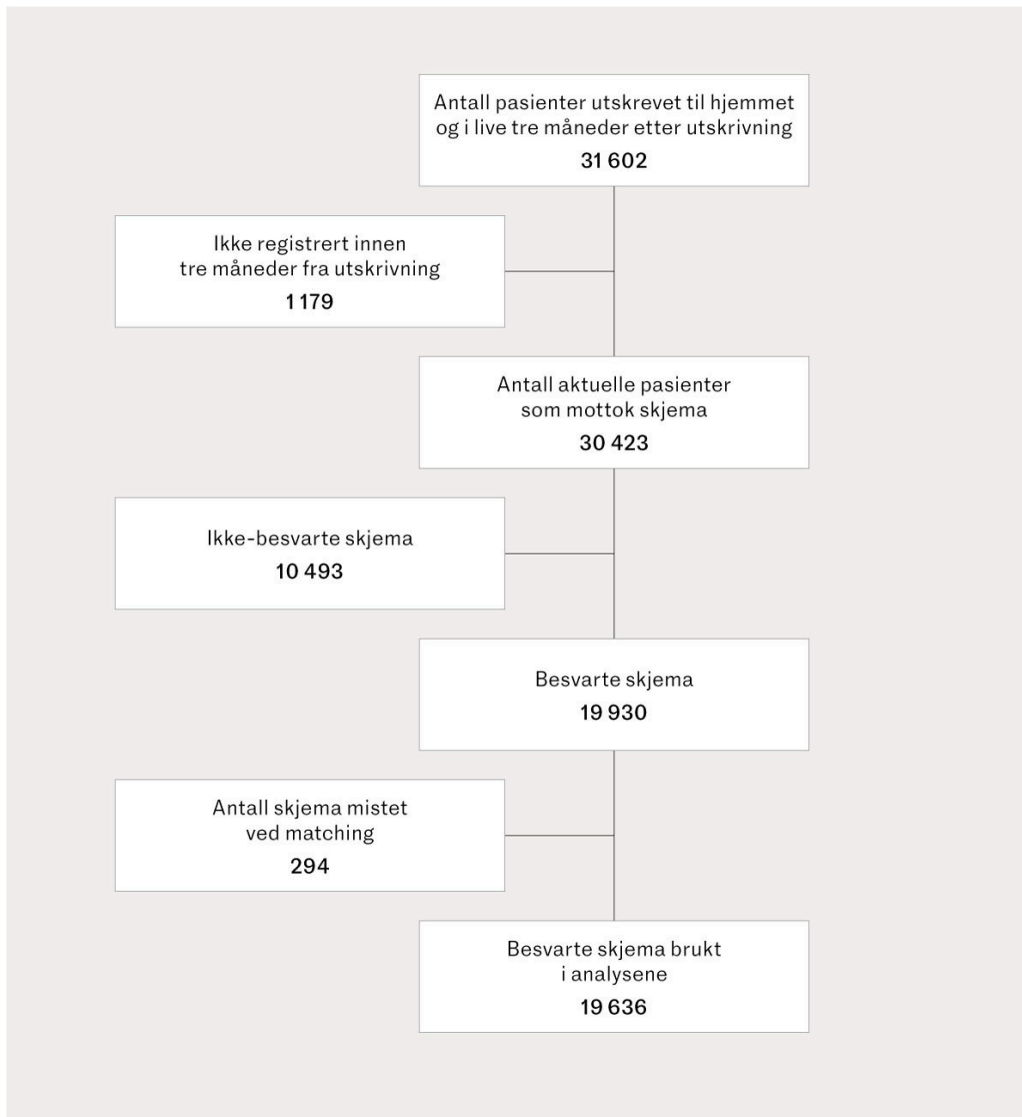 Antall pasienter utskrevet til hjemmet
og i live tre måneder etter utskrivning
31 602
Ikke registrert innen
tre måneder fra utskrivning
1 179
Antall aktuelle pasienter
som mottok skjema
30 423
Ikke-besvarte skjema
10 493
Besvarte skjema
19 930
Antall skjema mistet
ved matching
294
Besvarte skjema brukt
i analysene
19 636